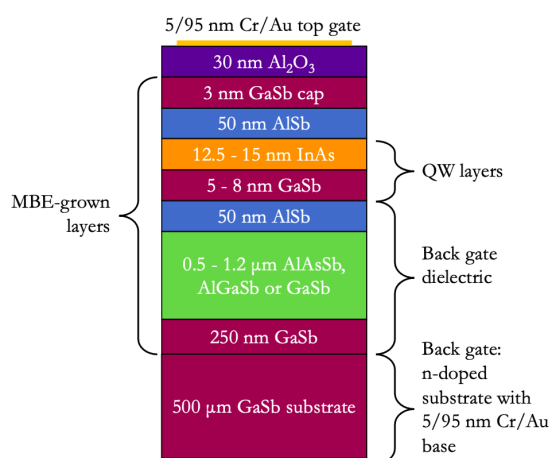 5/95 nm Cr/Au top gate
30 nm Al₂O₃
3 nm GaSb cap
50 nm AlSb
12.5 - 15 nm InAs
5 - 8 nm GaSb
50 nm AlSb
0.5 - 1.2 μm AlAsSb,
AlGaSb or GaSb
250 nm GaSb
500 μm GaSb substrate
MBE-grown
layers
QW layers
Back gate
dielectric
Back gate:
n-doped
substrate with
5/95 nm Cr/Au
base